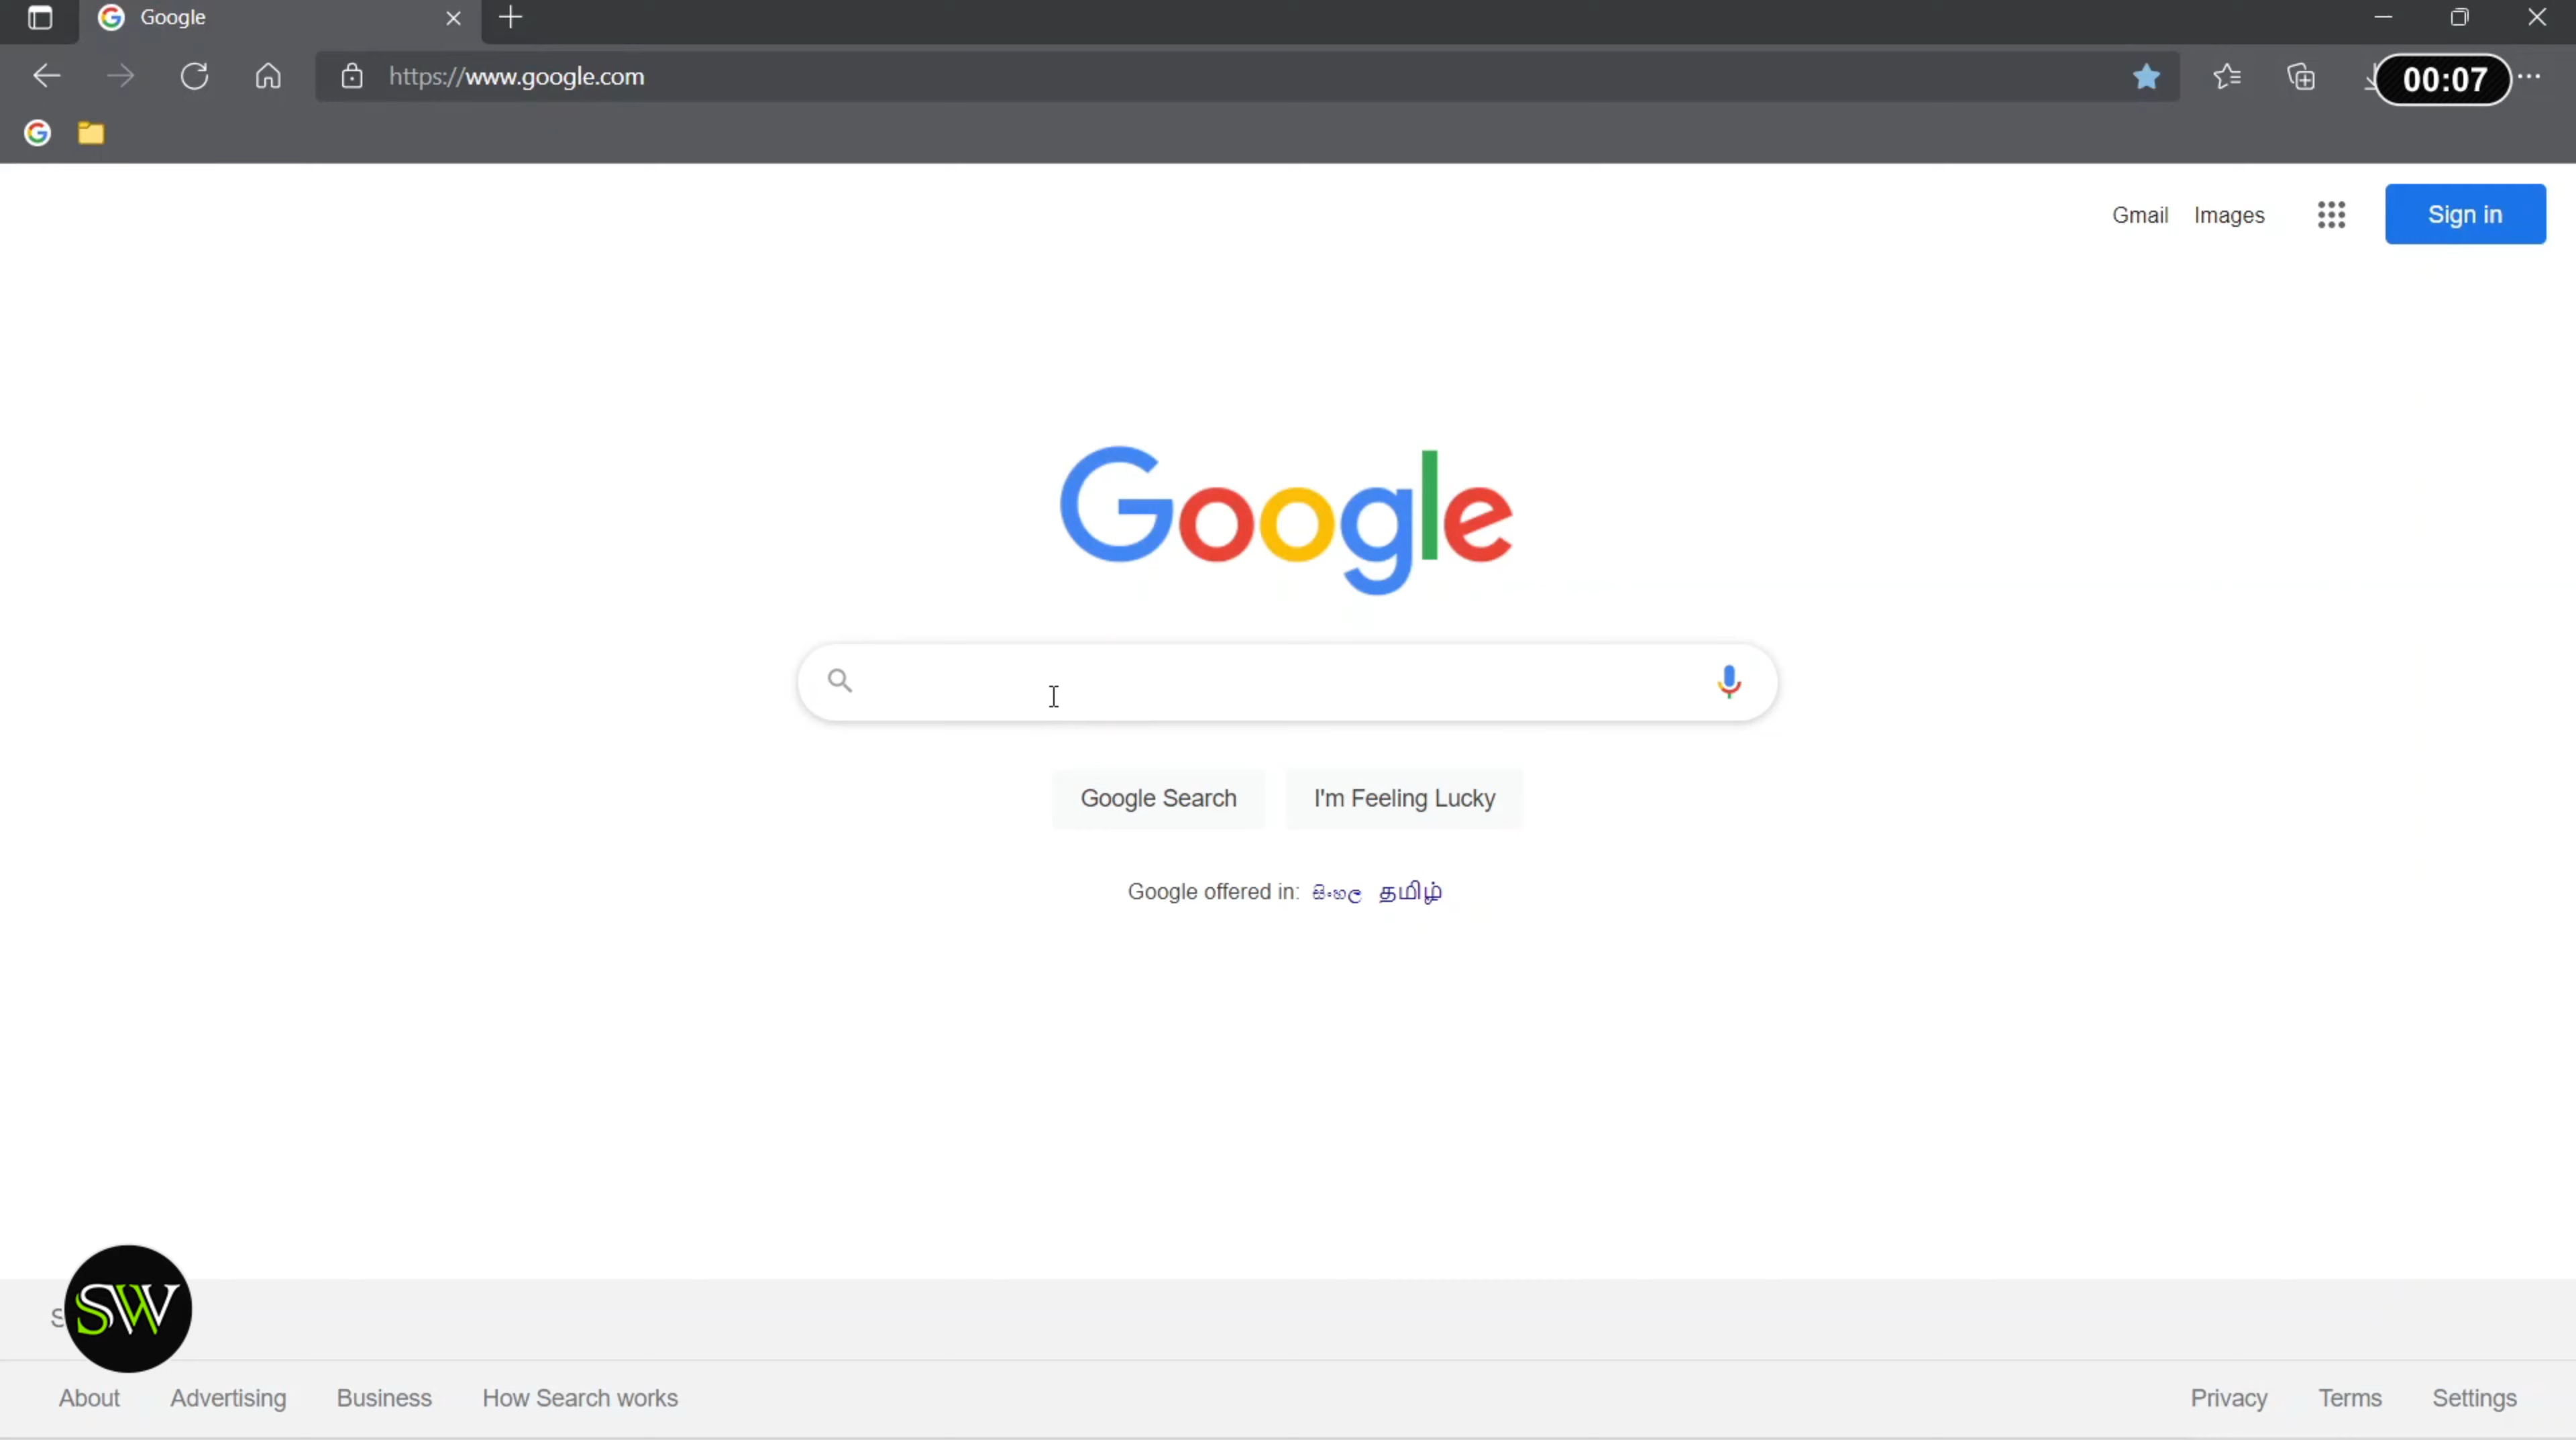 Google
https://www.google.com
00:07
Gmail Images Sign in
Google
Google Search I'm Feeling Lucky
Google offered in: සිංහල தமிழ்
SW
About Advertising Business How Search works Privacy Terms Settings